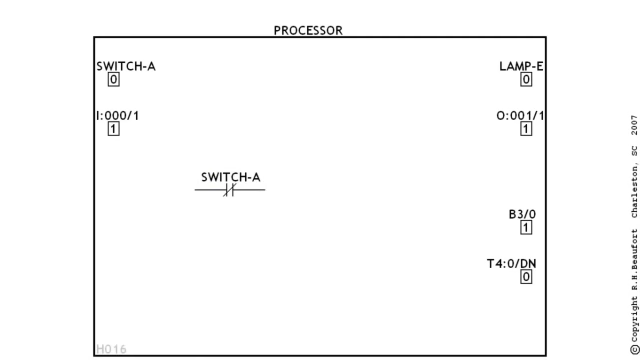 PROCESSOR
SWITCH-A
0
LAMP-E
0
I:000/1
1
O:001/1
1
SWITCH-A
B3/0
1
T4:0/DN
0
H016
© Copyright R.H.Beaufort Charleston, SC 2007